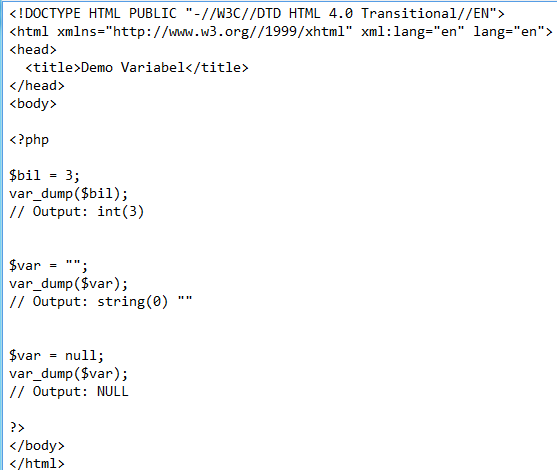 <!DOCTYPE HTML PUBLIC "-//W3C//DTD HTML 4.0 Transitional//EN">
<html xmlns="http://www.w3.org//1999/xhtml" xml:lang="en" lang="en">
<head>
  <title>Demo Variabel</title>
</head>
<body>

<?php

$bil = 3;
var_dump($bil);
// Output: int(3)


$var = "";
var_dump($var);
// Output: string(0) ""


$var = null;
var_dump($var);
// Output: NULL

?>
</body>
</html>